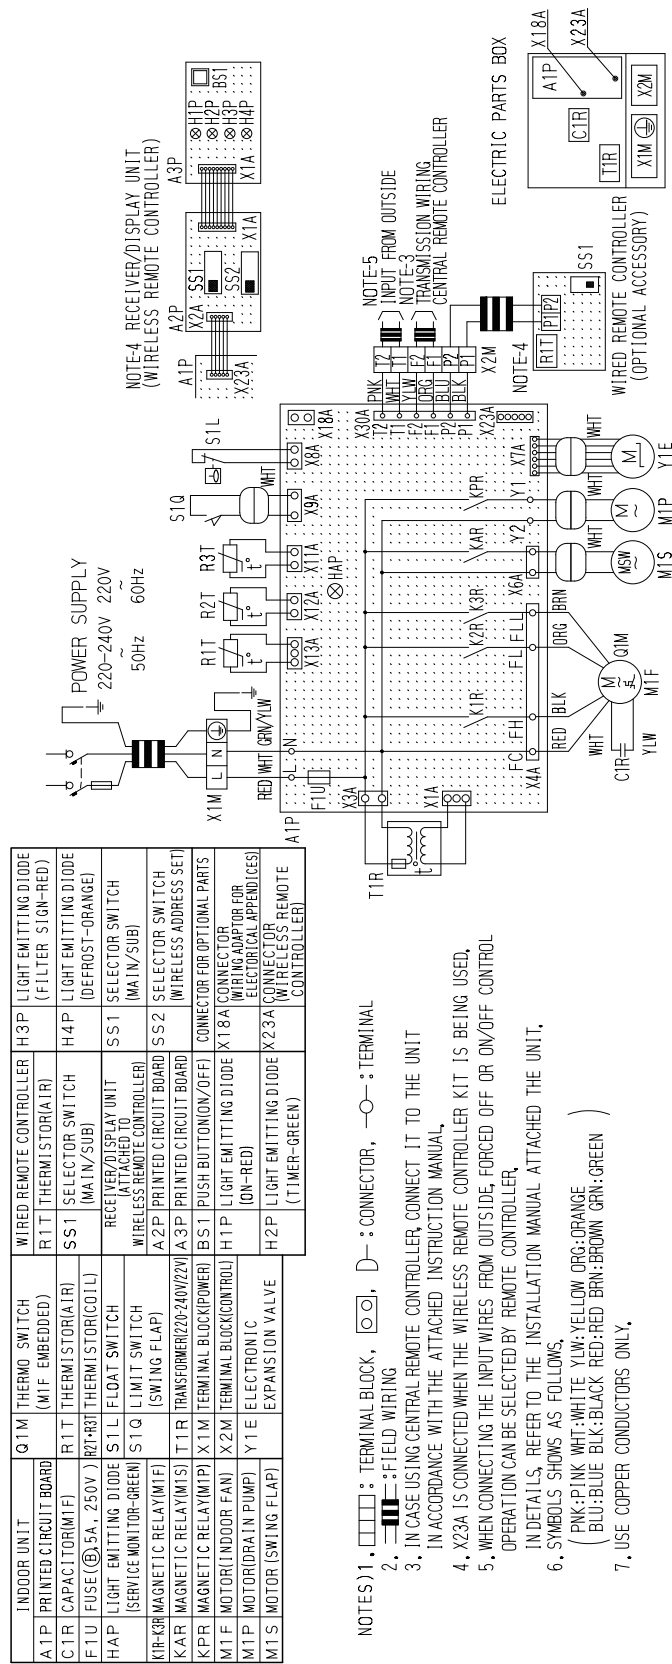 INDOOR UNIT
A1P PRINTED CIRCUIT BOARD
C1R CAPACITOR(M1F)
F1U FUSE(Ⓑ,5A, 250V )
HAP LIGHT EMITTING DIODE
(SERVICE MONITOR-GREEN)
K1R-K3R MAGNETIC RELAY(M1F)
KAR MAGNETIC RELAY(M1S)
KPR MAGNETIC RELAY(M1P)
M1F MOTOR(INDOOR FAN)
M1P MOTOR(DRAIN PUMP)
M1S MOTOR (SWING FLAP)
Q1M THERMO SWITCH
(M1F EMBEDDED)
R1T THERMISTOR(AIR)
R2T•R3T THERMISTOR(COIL)
S1L FLOAT SWITCH
S1Q LIMIT SWITCH
(SWING FLAP)
T1R TRANSFORMER(220-240V/22V)
X1M TERMINAL BLOCK(POWER)
X2M TERMINAL BLOCK(CONTROL)
Y1E ELECTRONIC
EXPANSION VALVE
WIRED REMOTE CONTROLLER
R1T THERMISTOR(AIR)
SS1 SELECTOR SWITCH
(MAIN/SUB)
RECEIVER/DISPLAY UNIT
(ATTACHED TO
WIRELESS REMOTE CONTROLLER)
A2P PRINTED CIRCUIT BOARD
A3P PRINTED CIRCUIT BOARD
BS1 PUSH BUTTON(ON/OFF)
H1P LIGHT EMITTING DIODE
(ON-RED)
H2P LIGHT EMITTING DIODE
(TIMER-GREEN)
H3P LIGHT EMITTING DIODE
(FILTER SIGN-RED)
H4P LIGHT EMITTING DIODE
(DEFROST-ORANGE)
SS1 SELECTOR SWITCH
(MAIN/SUB)
SS2 SELECTOR SWITCH
(WIRELESS ADDRESS SET)
CONNECTOR FOR OPTIONAL PARTS
X18A CONNECTOR
(WIRING ADAPTOR FOR
ELECTORICAL APPENDICES)
X23A CONNECTOR
(WIRELESS REMOTE
CONTROLLER)
NOTES)1. : TERMINAL BLOCK, : CONNECTOR, : TERMINAL
2. :FIELD WIRING
3. IN CASE USING CENTRAL REMOTE CONTROLLER, CONNECT IT TO THE UNIT
IN ACCORDANCE WITH THE ATTACHED INSTRUCTION MANUAL.
4. X23A IS CONNECTED WHEN THE WIRELESS REMOTE CONTROLLER KIT IS BEING USED.
5. WHEN CONNECTING THE INPUT WIRES FROM OUTSIDE, FORCED OFF OR ON/OFF CONTROL
OPERATION CAN BE SELECTED BY REMOTE CONTROLLER.
IN DETAILS, REFER TO THE INSTALLATION MANUAL ATTACHED THE UNIT.
6. SYMBOLS SHOWS AS FOLLOWS.
( PNK:PINK WHT:WHITE YLW:YELLOW ORG:ORANGE
BLU:BLUE BLK:BLACK RED:RED BRN:BROWN GRN:GREEN )
7. USE COPPER CONDUCTORS ONLY.
POWER SUPPLY
220-240V 220V
~ ~
50Hz 60Hz
X1M
L N
RED WHT GRN/YLW
L N
A1P
F1U
X3A
X1A
T1R
t°
R1T
t°
X13A
R2T
t°
X12A
R3T
t°
X11A
S1Q
WHT
X9A
S1L
X8A
X18A
HAP
X30A
T2 T1 F2 F1 P2 P1
PNK WHT YLW ORG BLU BLK
T2 T1 F2 F1 P2 P1
X2M
X23A
NOTE-5
INPUT FROM OUTSIDE
NOTE-3
TRANSMISSION WIRING
CENTRAL REMOTE CONTROLLER
NOTE-4
R1T P1 P2
SS1
WIRED REMOTE CONTROLLER
(OPTIONAL ACCESSORY)
K1R K2R K3R KAR KPR
X4A
FC FH FL FLL
RED BLK ORG BRN
WHT
YLW
C1R
M
~
Q1M
M1F
X6A
WHT
MSW
M1S
Y2 Y1
WHT
M
~
M1P
X7A
WHT
M
Y1E
NOTE-4 RECEIVER/DISPLAY UNIT
(WIRELESS REMOTE CONTROLLER)
A1P
X23A
A2P
X2A
SS1
SS2
X1A
A3P
X1A
H1P
H2P
H3P
H4P
BS1
ELECTRIC PARTS BOX
X18A
X23A
A1P
C1R
T1R
X1M
X2M